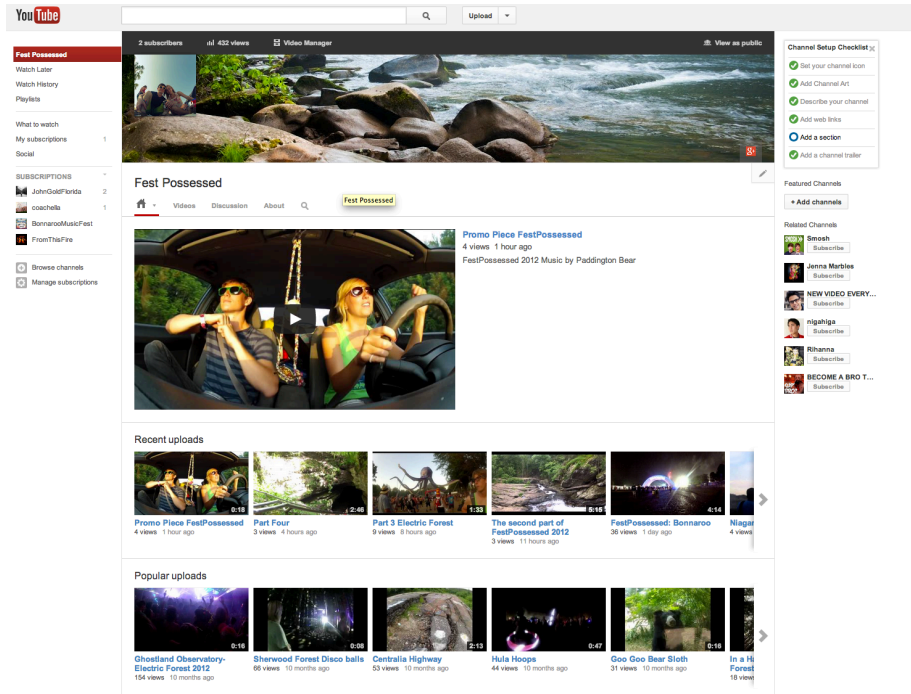 YouTube
Upload
Fest Possessed
Watch Later
Watch History
Playlists
What to watch
My subscriptions 1
Social
SUBSCRIPTIONS
JohnGoldFlorida 2
coachella 1
BonnarooMusicFest
FromThisFire
Browse channels
Manage subscriptions
2 subscribers 432 views Video Manager View as public
g+
Fest Possessed
Videos Discussion About
Fest Possessed
Promo Piece FestPossessed
4 views 1 hour ago
FestPossessed 2012 Music by Paddington Bear
Recent uploads
0:18
Promo Piece FestPossessed
4 views 1 hour ago
2:46
Part Four
3 views 4 hours ago
1:33
Part 3 Electric Forest
9 views 8 hours ago
5:15
The second part of
FestPossessed 2012
3 views 11 hours ago
4:14
FestPossessed: Bonnaroo
36 views 1 day ago
Niagar
4 views
Popular uploads
0:16
Ghostland Observatory-
Electric Forest 2012
154 views 10 months ago
0:08
Sherwood Forest Disco balls
66 views 10 months ago
2:13
Centralia Highway
53 views 10 months ago
0:47
Hula Hoops
44 views 10 months ago
0:16
Goo Goo Bear Sloth
31 views 10 months ago
In a Ha
Forest
18 views
Channel Setup Checklist
Set your channel icon
Add Channel Art
Describe your channel
Add web links
Add a section
Add a channel trailer
Featured Channels
+ Add channels
Related Channels
Smosh
Subscribe
Jenna Marbles
Subscribe
NEW VIDEO EVERY...
Subscribe
nigahiga
Subscribe
Rihanna
Subscribe
BECOME A BRO T...
Subscribe